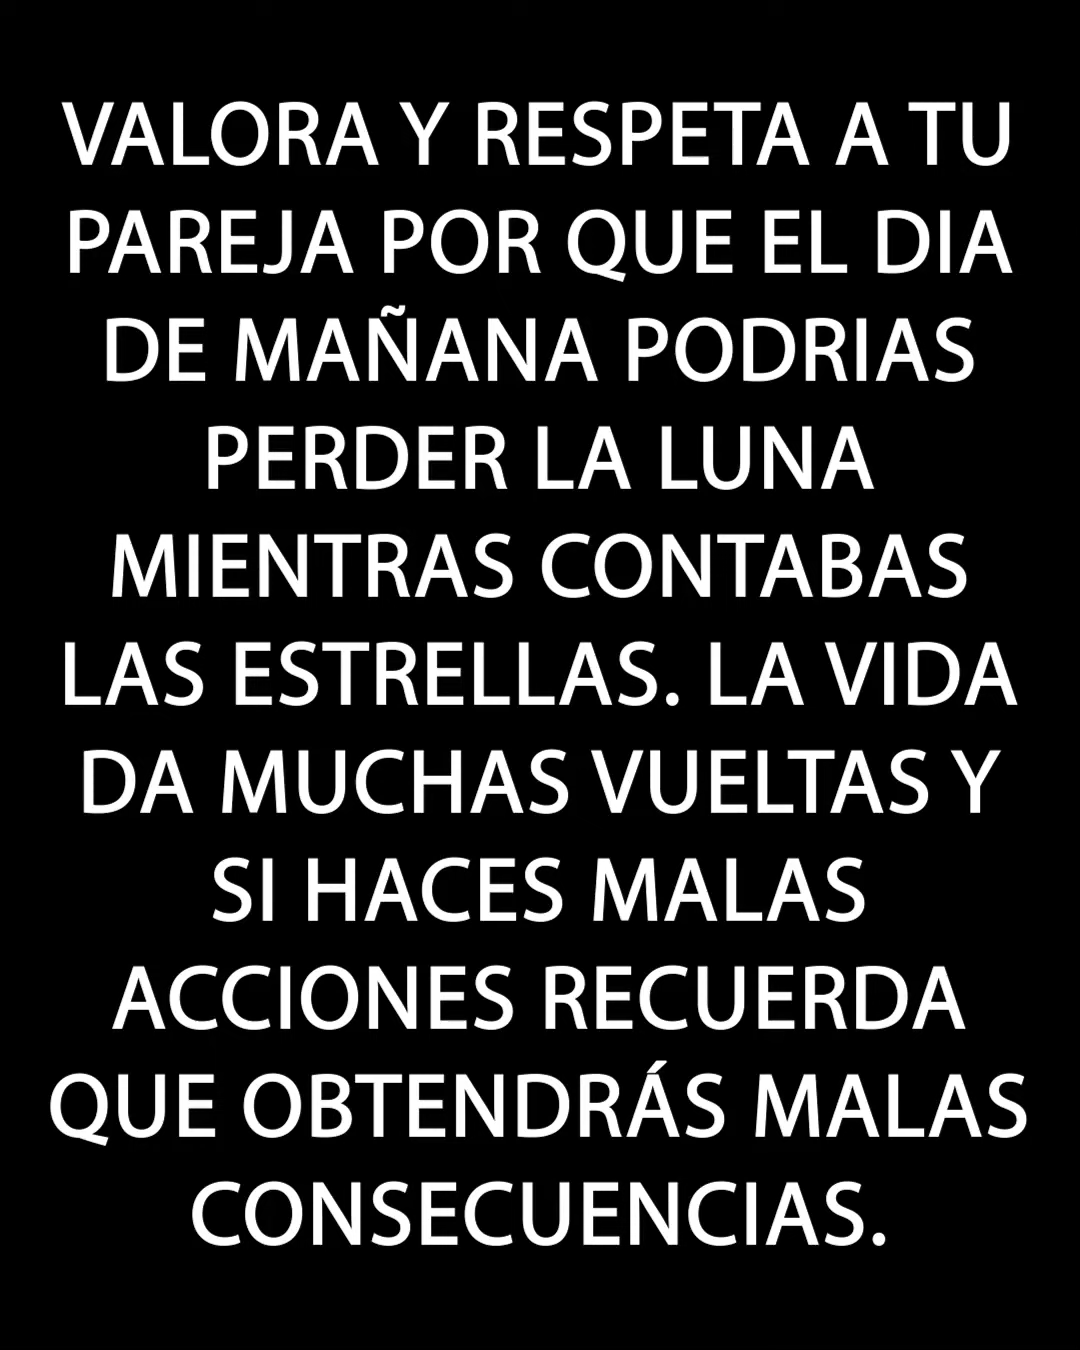 VALORA Y RESPETA A TU
PAREJA POR QUE EL DIA
DE MAÑANA PODRIAS
PERDER LA LUNA
MIENTRAS CONTABAS
LAS ESTRELLAS. LA VIDA
DA MUCHAS VUELTAS Y
SI HACES MALAS
ACCIONES RECUERDA
QUE OBTENDRÁS MALAS
CONSECUENCIAS.